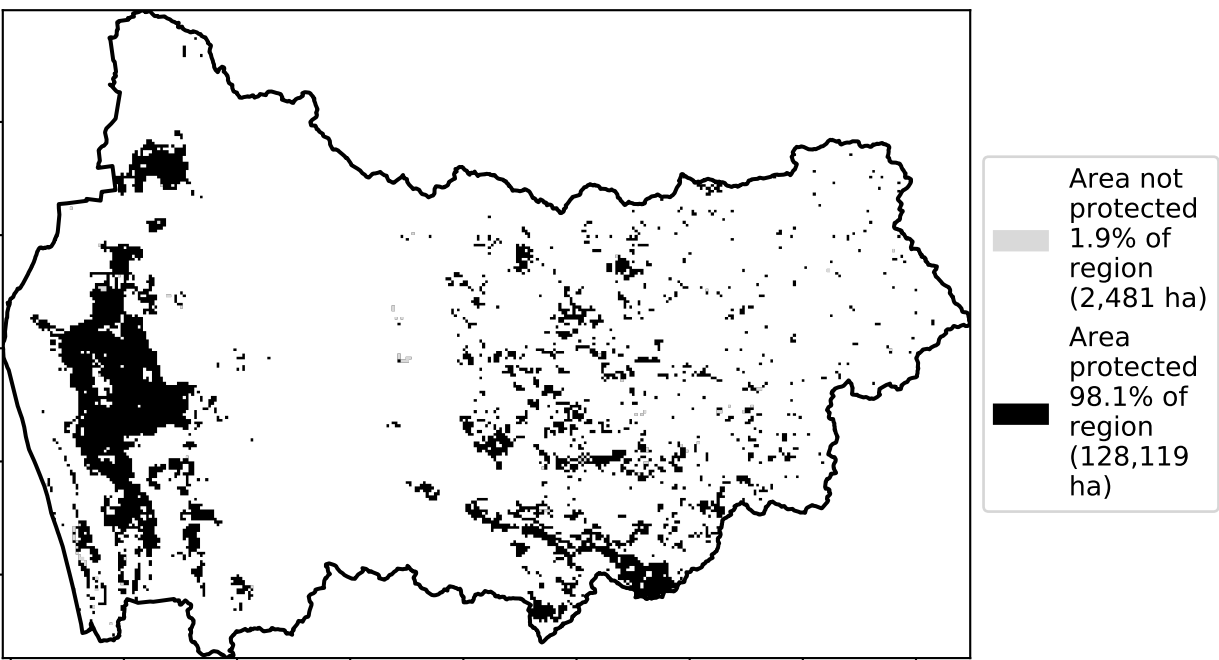 Area not
protected
1.9% of
region
(2,481 ha)
Area
protected
98.1% of
region
(128,119
ha)